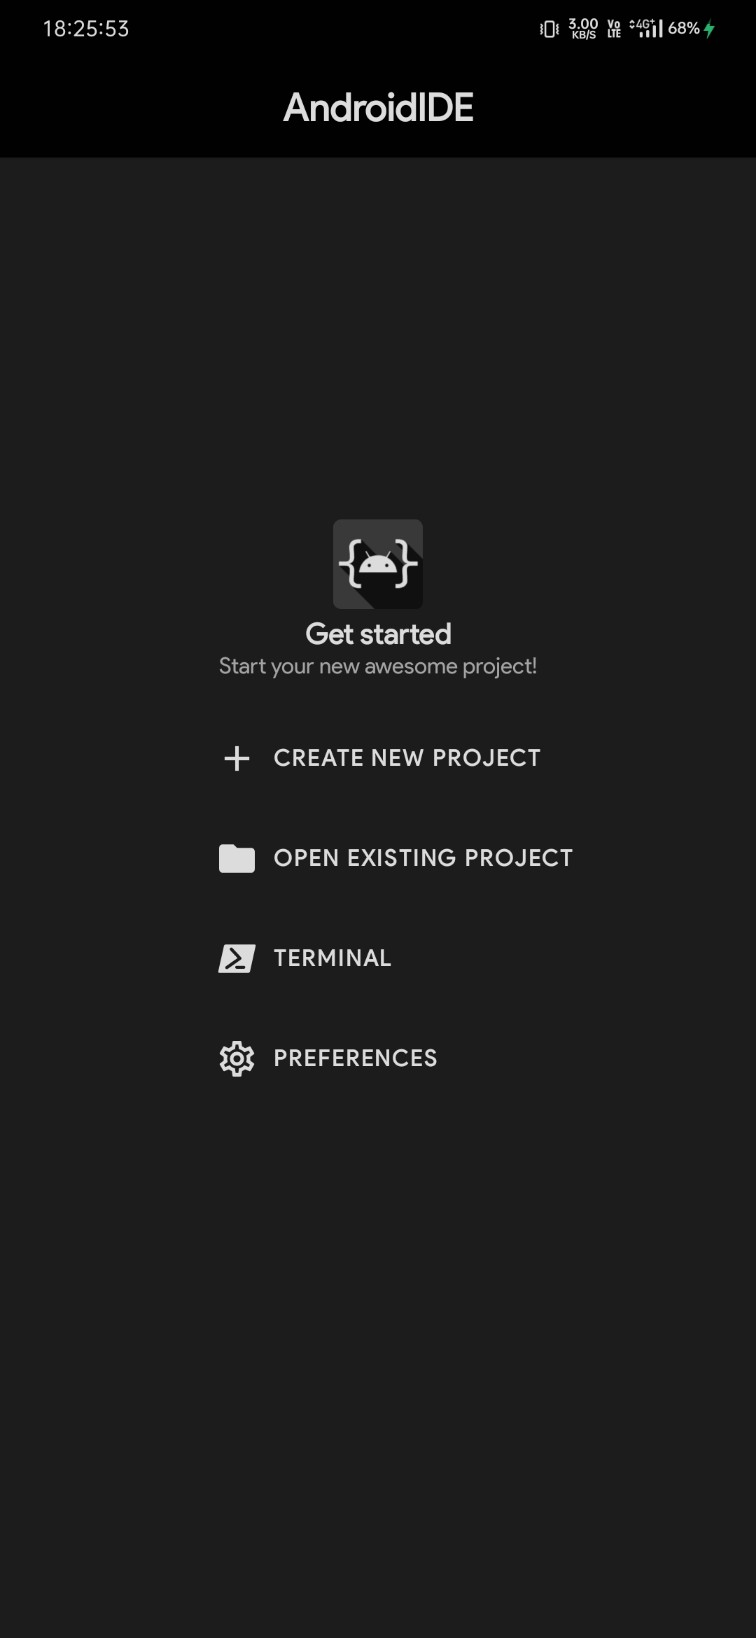 18:25:53 3.00 KB/S Vo LTE 4G+ 68%
AndroidIDE
Get started
Start your new awesome project!
CREATE NEW PROJECT
OPEN EXISTING PROJECT
TERMINAL
PREFERENCES